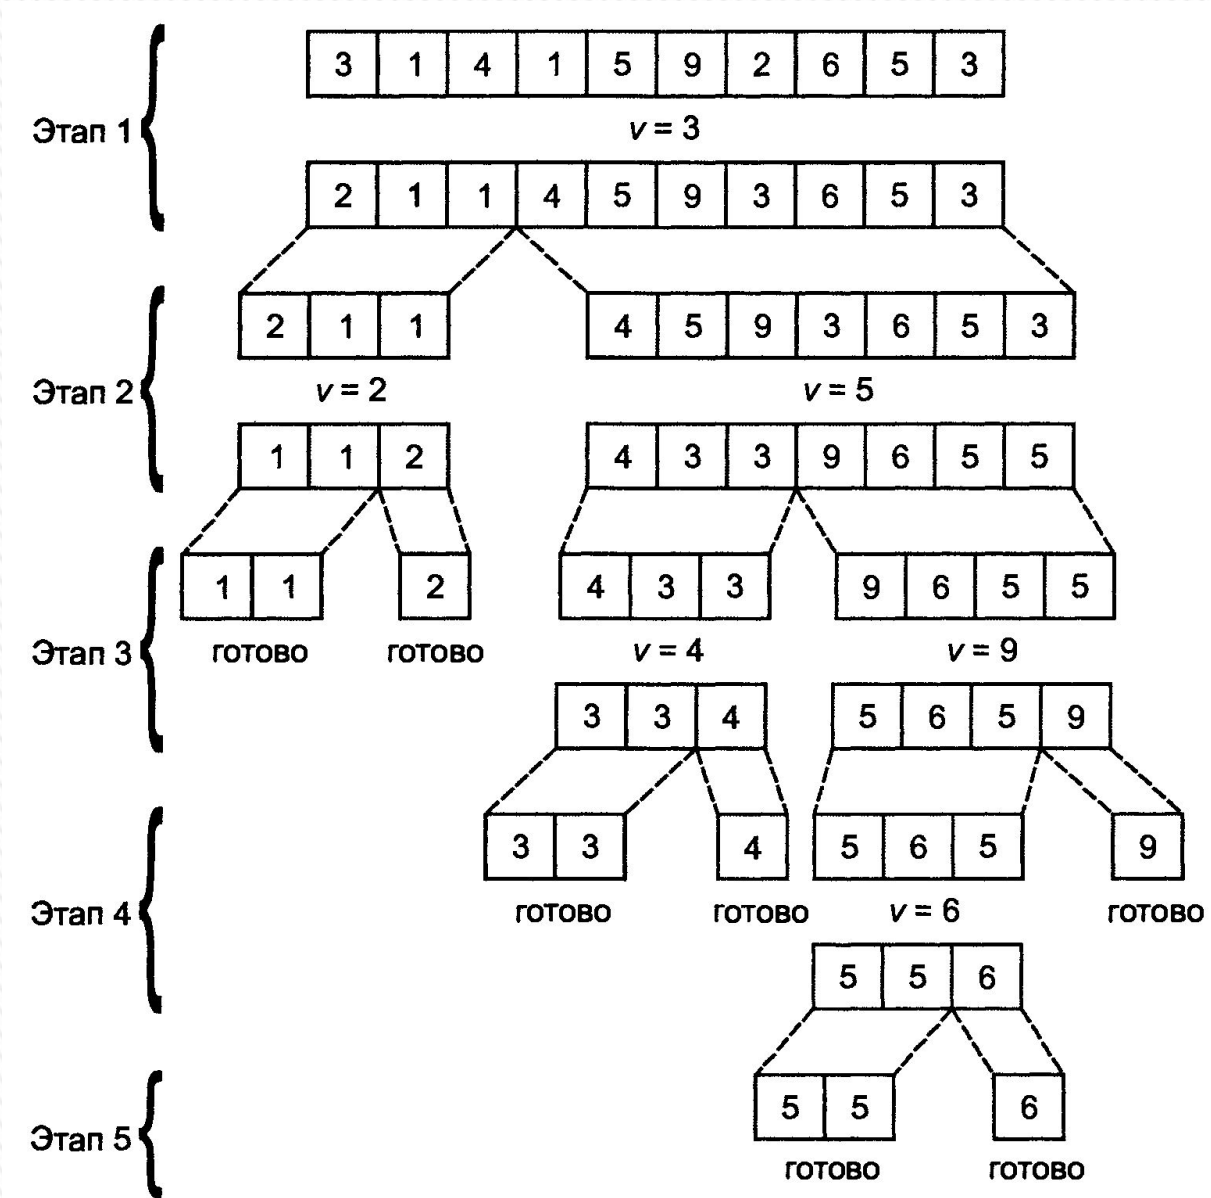 3 1 4 1 5 9 2 6 5 3
Этап 1
v = 3
2 1 1 4 5 9 3 6 5 3
2 1 1 4 5 9 3 6 5 3
Этап 2
v = 2 v = 5
1 1 2 4 3 3 9 6 5 5
1 1 2 4 3 3 9 6 5 5
Этап 3 готово готово v = 4 v = 9
3 3 4 5 6 5 9
3 3 4 5 6 5 9
Этап 4 готово готово v = 6 готово
5 5 6
5 5 6
Этап 5
готово готово